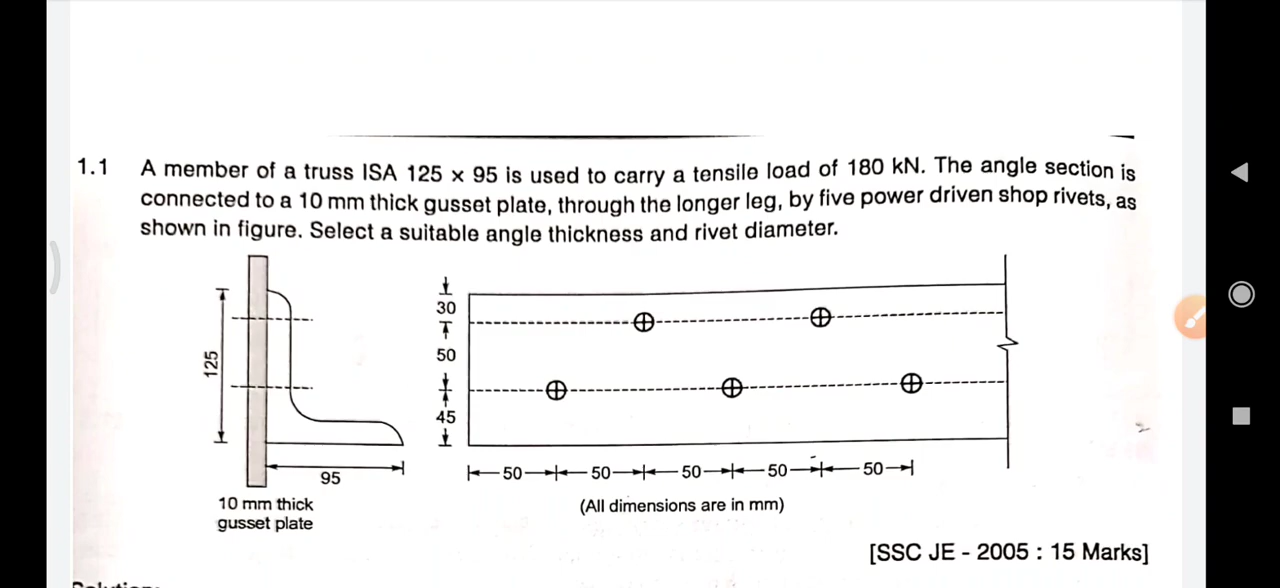 1.1 A member of a truss ISA 125 × 95 is used to carry a tensile load of 180 kN. The angle section is
connected to a 10 mm thick gusset plate, through the longer leg, by five power driven shop rivets, as
shown in figure. Select a suitable angle thickness and rivet diameter.
125
95
10 mm thick
gusset plate
30
50
45
50 50 50 50 50
(All dimensions are in mm)
[SSC JE - 2005 : 15 Marks]